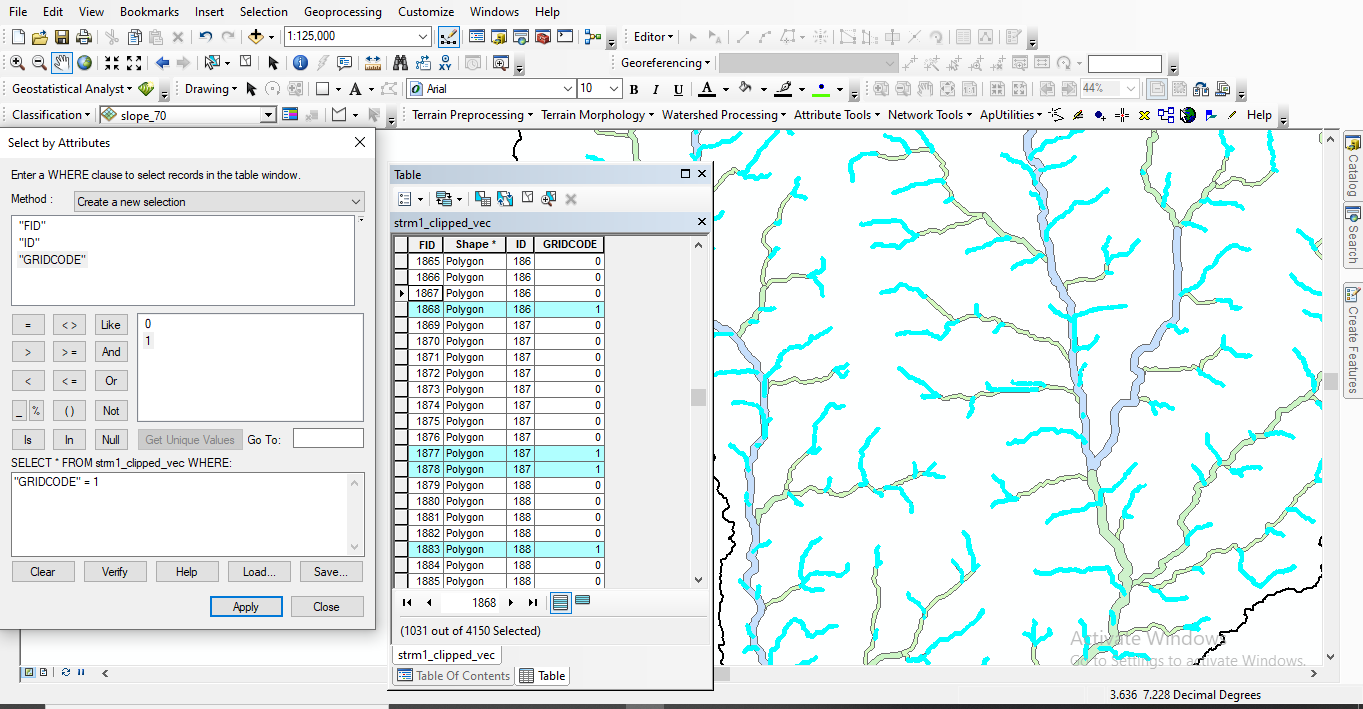 File Edit View Bookmarks Insert Selection Geoprocessing Customize Windows Help
1:125,000 Editor
Georeferencing
Geostatistical Analyst Drawing Arial 10 B I U A 44%
Classification slope_70 Terrain Preprocessing Terrain Morphology Watershed Processing Attribute Tools Network Tools ApUtilities Help
Select by Attributes
Enter a WHERE clause to select records in the table window.
Method : Create a new selection
"FID"
"ID"
"GRIDCODE"
= < > Like
> > = And
< < = Or
_ % ( ) Not
Is In Null
0
1
Get Unique Values Go To:
SELECT * FROM strm1_clipped_vec WHERE:
"GRIDCODE" = 1
Clear Verify Help Load... Save...
Apply Close
Table
strm1_clipped_vec
FID Shape * ID GRIDCODE
1865 Polygon 186 0
1866 Polygon 186 0
1867 Polygon 186 0
1868 Polygon 186 1
1869 Polygon 187 0
1870 Polygon 187 0
1871 Polygon 187 0
1872 Polygon 187 0
1873 Polygon 187 0
1874 Polygon 187 0
1875 Polygon 187 0
1876 Polygon 187 0
1877 Polygon 187 1
1878 Polygon 187 1
1879 Polygon 188 0
1880 Polygon 188 0
1881 Polygon 188 0
1882 Polygon 188 0
1883 Polygon 188 1
1884 Polygon 188 0
1885 Polygon 188 0
1868
(1031 out of 4150 Selected)
strm1_clipped_vec
Table Of Contents Table
Catalog
Search
Create Features
Activate Windows
Go to Settings to activate Windows.
3.636 7.228 Decimal Degrees